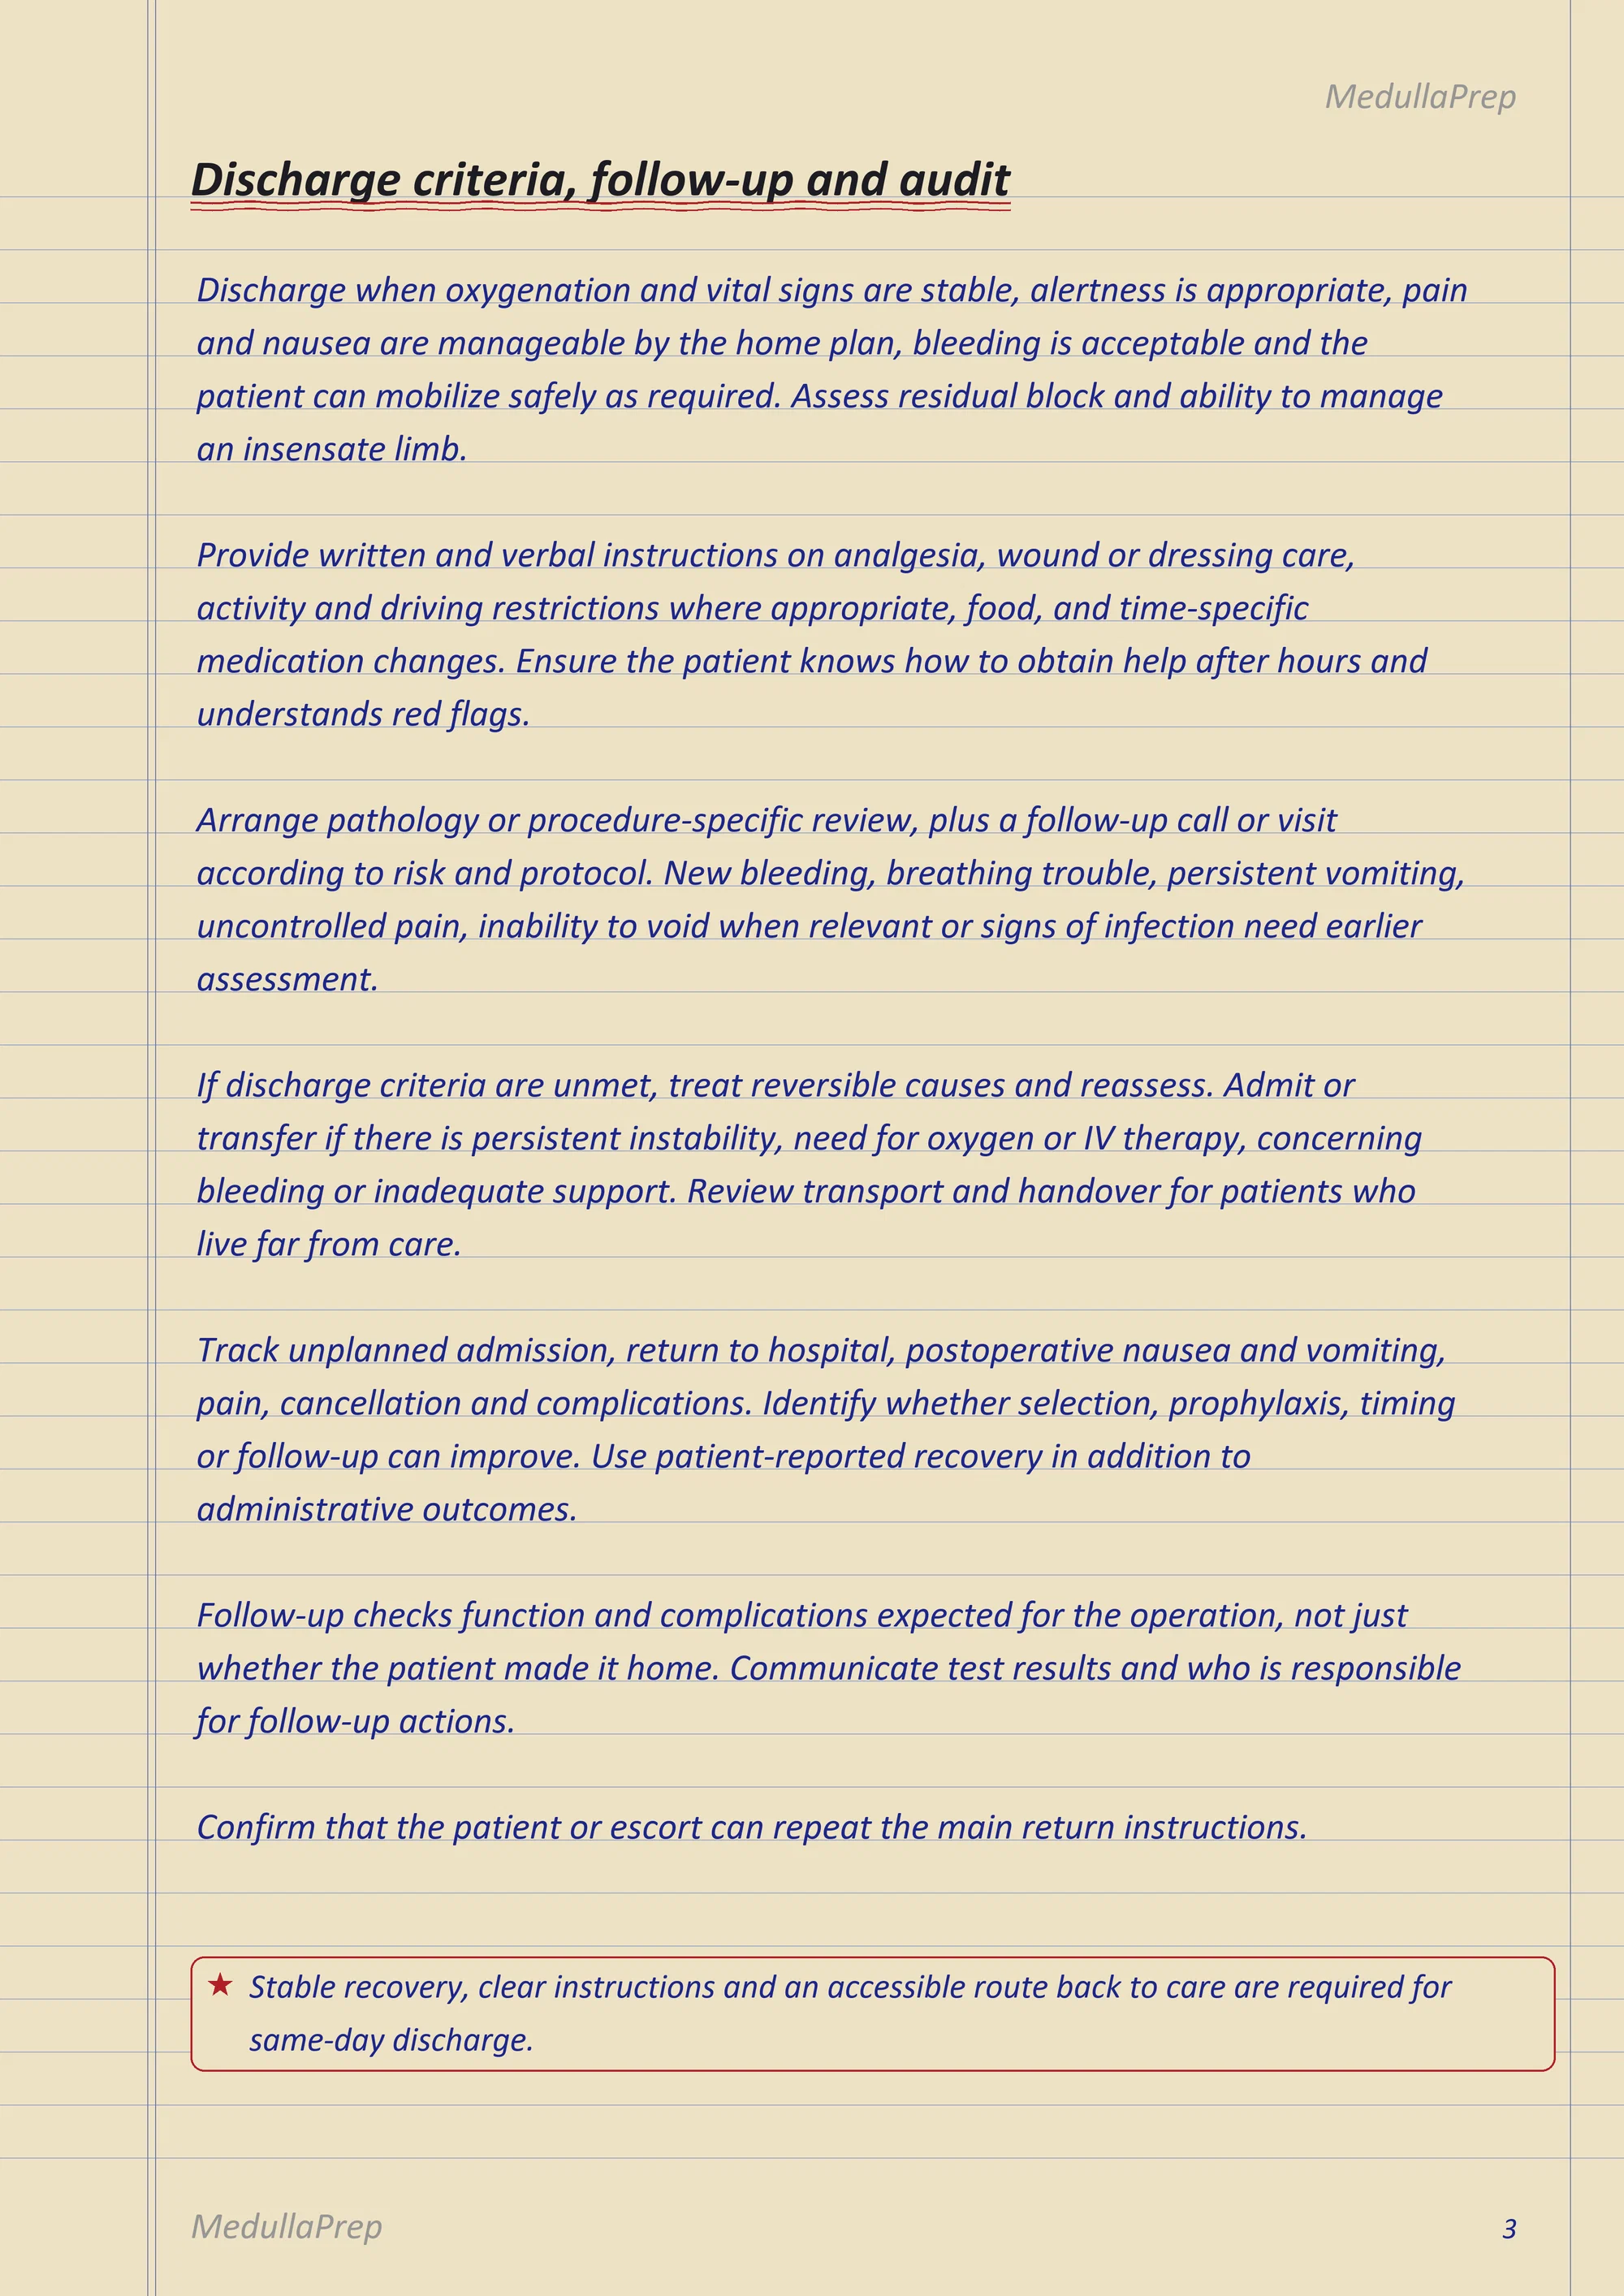 MedullaPrep
Discharge criteria, follow-up and audit
Discharge when oxygenation and vital signs are stable, alertness is appropriate, pain
and nausea are manageable by the home plan, bleeding is acceptable and the
patient can mobilize safely as required. Assess residual block and ability to manage
an insensate limb.
Provide written and verbal instructions on analgesia, wound or dressing care,
activity and driving restrictions where appropriate, food, and time-specific
medication changes. Ensure the patient knows how to obtain help after hours and
understands red flags.
Arrange pathology or procedure-specific review, plus a follow-up call or visit
according to risk and protocol. New bleeding, breathing trouble, persistent vomiting,
uncontrolled pain, inability to void when relevant or signs of infection need earlier
assessment.
If discharge criteria are unmet, treat reversible causes and reassess. Admit or
transfer if there is persistent instability, need for oxygen or IV therapy, concerning
bleeding or inadequate support. Review transport and handover for patients who
live far from care.
Track unplanned admission, return to hospital, postoperative nausea and vomiting,
pain, cancellation and complications. Identify whether selection, prophylaxis, timing
or follow-up can improve. Use patient-reported recovery in addition to
administrative outcomes.
Follow-up checks function and complications expected for the operation, not just
whether the patient made it home. Communicate test results and who is responsible
for follow-up actions.
Confirm that the patient or escort can repeat the main return instructions.
★ Stable recovery, clear instructions and an accessible route back to care are required for
same-day discharge.
MedullaPrep
3